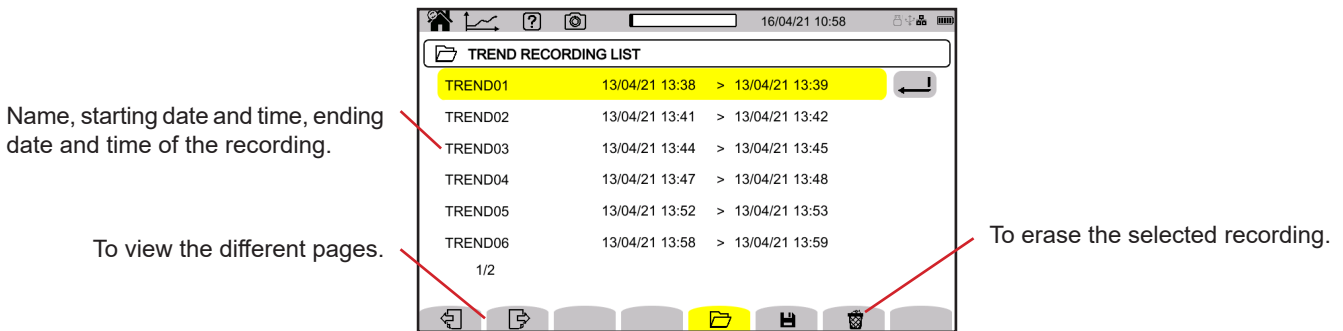 16/04/21 10:58
TREND RECORDING LIST
TREND01 13/04/21 13:38 > 13/04/21 13:39
TREND02 13/04/21 13:41 > 13/04/21 13:42
TREND03 13/04/21 13:44 > 13/04/21 13:45
TREND04 13/04/21 13:47 > 13/04/21 13:48
TREND05 13/04/21 13:52 > 13/04/21 13:53
TREND06 13/04/21 13:58 > 13/04/21 13:59
1/2
Name, starting date and time, ending
date and time of the recording.
To view the different pages.
To erase the selected recording.